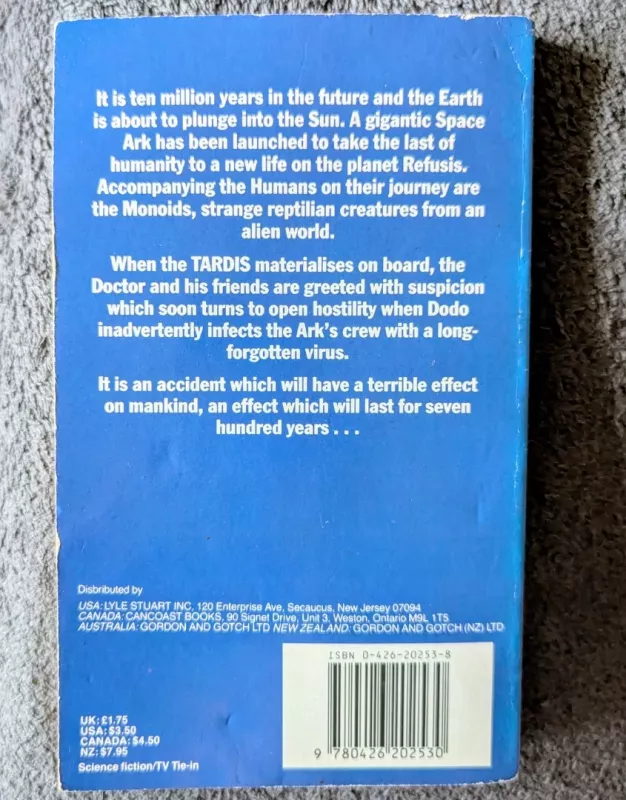 It is ten million years in the future and the Earth
is about to plunge into the Sun. A gigantic Space
Ark has been launched to take the last of
humanity to a new life on the planet Refusis.
Accompanying the Humans on their journey are
the Monoids, strange reptilian creatures from an
alien world.
When the TARDIS materialises on board, the
Doctor and his friends are greeted with suspicion
which soon turns to open hostility when Dodo
inadvertently infects the Ark's crew with a long-
forgotten virus.
It is an accident which will have a terrible effect
on mankind, an effect which will last for seven
hundred years . . .
Disbributed by
USA: LYLE STUART INC, 120 Enterprise Ave, Secaucus, New Jersey 07094
CANADA: CANCOAST BOOKS, 90 Signet Drive, Unit 3, Weston, Ontario M9L 1T5
AUSTRALIA: GORDON AND GOTCH LTD NEW ZEALAND: GORDON AND GOTCH (NZ) LTD
ISBN 0-426-20253-8
9 780426 202530
UK: £1.75
USA: $3.50
CANADA: $4.50
NZ: $7.95
Science fiction/TV Tie-in